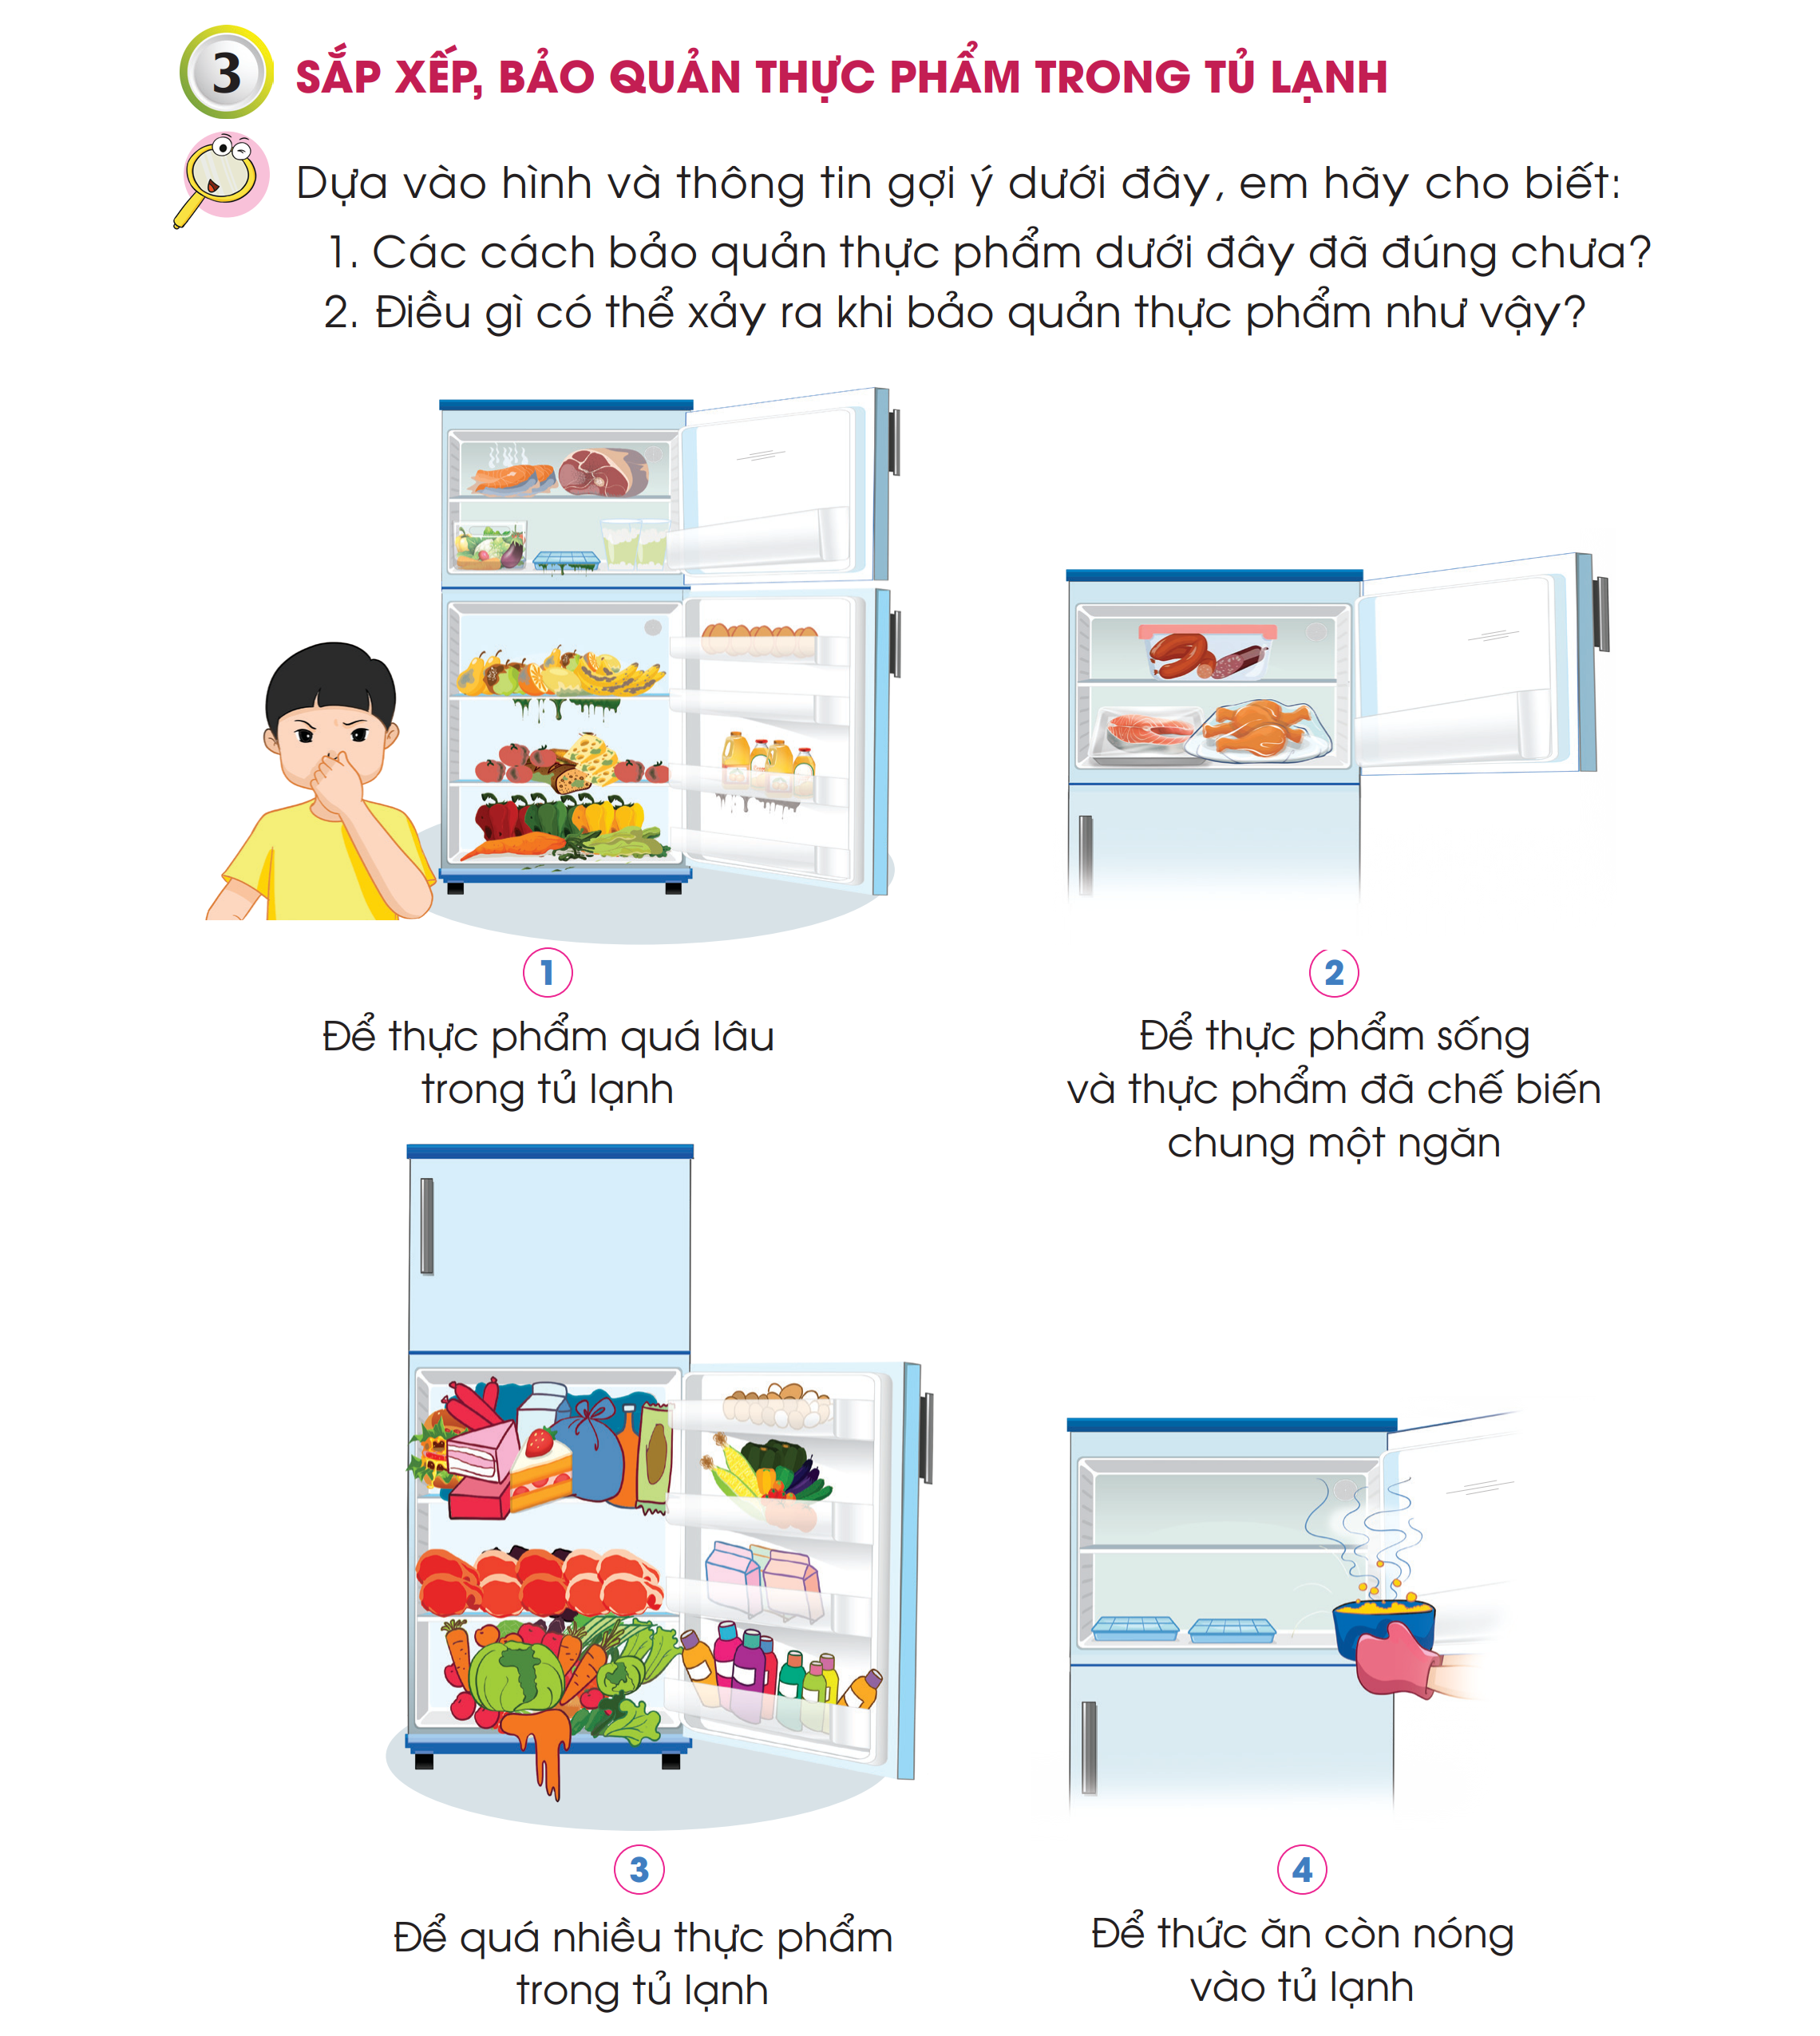 3 SẮP XẾP, BẢO QUẢN THỰC PHẨM TRONG TỦ LẠNH
Dựa vào hình và thông tin gợi ý dưới đây, em hãy cho biết:
1. Các cách bảo quản thực phẩm dưới đây đã đúng chưa?
2. Điều gì có thể xảy ra khi bảo quản thực phẩm như vậy?
1
Để thực phẩm quá lâu
trong tủ lạnh
2
Để thực phẩm sống
và thực phẩm đã chế biến
chung một ngăn
3
Để quá nhiều thực phẩm
trong tủ lạnh
4
Để thức ăn còn nóng
vào tủ lạnh